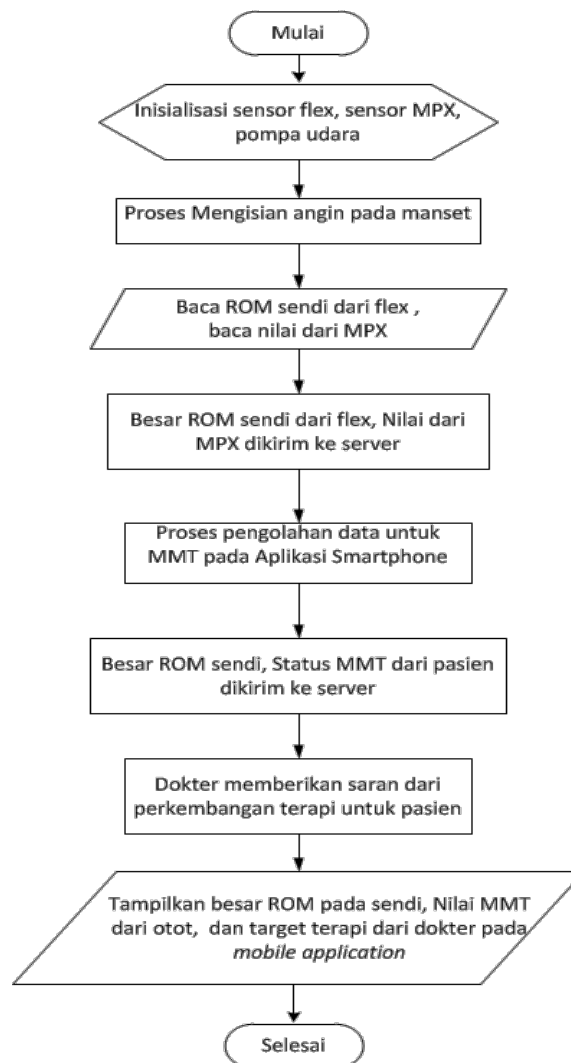 Mulai
Inisialisasi sensor flex, sensor MPX,
pompa udara
Proses Mengisian angin pada manset
Baca ROM sendi dari flex ,
baca nilai dari MPX
Besar ROM sendi dari flex, Nilai dari
MPX dikirim ke server
Proses pengolahan data untuk
MMT pada Aplikasi Smartphone
Besar ROM sendi, Status MMT dari pasien
dikirim ke server
Dokter memberikan saran dari
perkembangan terapi untuk pasien
Tampilkan besar ROM pada sendi, Nilai MMT
dari otot, dan target terapi dari dokter pada
mobile application
Selesai